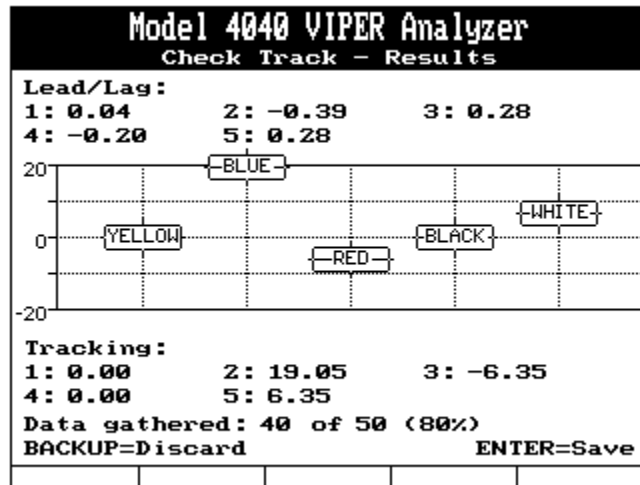 Model 4040 VIPER Analyzer
Check Track – Results
Lead/Lag:
1: 0.04 2: -0.39 3: 0.28
4: -0.20 5: 0.28
20
BLUE
WHITE
YELLOW
0
BLACK
RED
-20
Tracking:
1: 0.00 2: 19.05 3: -6.35
4: 0.00 5: 6.35
Data gathered: 40 of 50 (80%)
BACKUP=Discard ENTER=Save